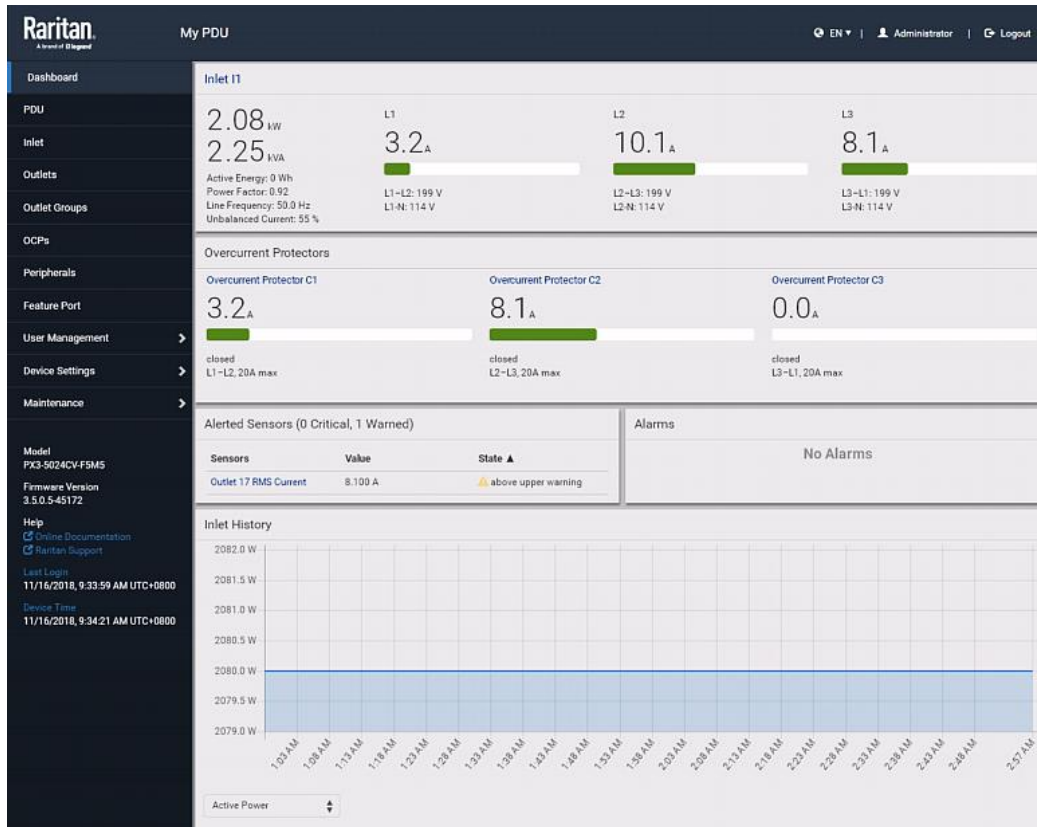 Raritan.
A brand of legrand
My PDU
EN
Administrator
Logout
Dashboard
PDU
Inlet
Outlets
Outlet Groups
OCPs
Peripherals
Feature Port
User Management
Device Settings
Maintenance
Model
PX3-5024CV-F5M5
Firmware Version
3.5.0.5-45172
Help
Online Documentation
Raritan Support
Last Login
11/16/2018, 9:33:59 AM UTC+0800
Device Time
11/16/2018, 9:34:21 AM UTC+0800
Inlet I1
2.08 kW
2.25 kVA
Active Energy: 0 Wh
Power Factor: 0.92
Line Frequency: 50.0 Hz
Unbalanced Current: 55 %
L1
3.2 A
L1-L2: 199 V
L1-N: 114 V
L2
10.1 A
L2-L3: 199 V
L2-N: 114 V
L3
8.1 A
L3-L1: 199 V
L3-N: 114 V
Overcurrent Protectors
Overcurrent Protector C1
3.2 A
closed
L1-L2, 20A max
Overcurrent Protector C2
8.1 A
closed
L2-L3, 20A max
Overcurrent Protector C3
0.0 A
closed
L3-L1, 20A max
Alerted Sensors (0 Critical, 1 Warned)
Sensors Value State ▲
Outlet 17 RMS Current 8.100 A above upper warning
Alarms
No Alarms
Inlet History
2082.0 W
2081.5 W
2081.0 W
2080.5 W
2080.0 W
2079.5 W
2079.0 W
1:03 AM
1:08 AM
1:13 AM
1:18 AM
1:23 AM
1:28 AM
1:33 AM
1:38 AM
1:43 AM
1:48 AM
1:53 AM
1:58 AM
2:03 AM
2:08 AM
2:13 AM
2:18 AM
2:23 AM
2:28 AM
2:33 AM
2:38 AM
2:43 AM
2:48 AM
2:57 AM
Active Power